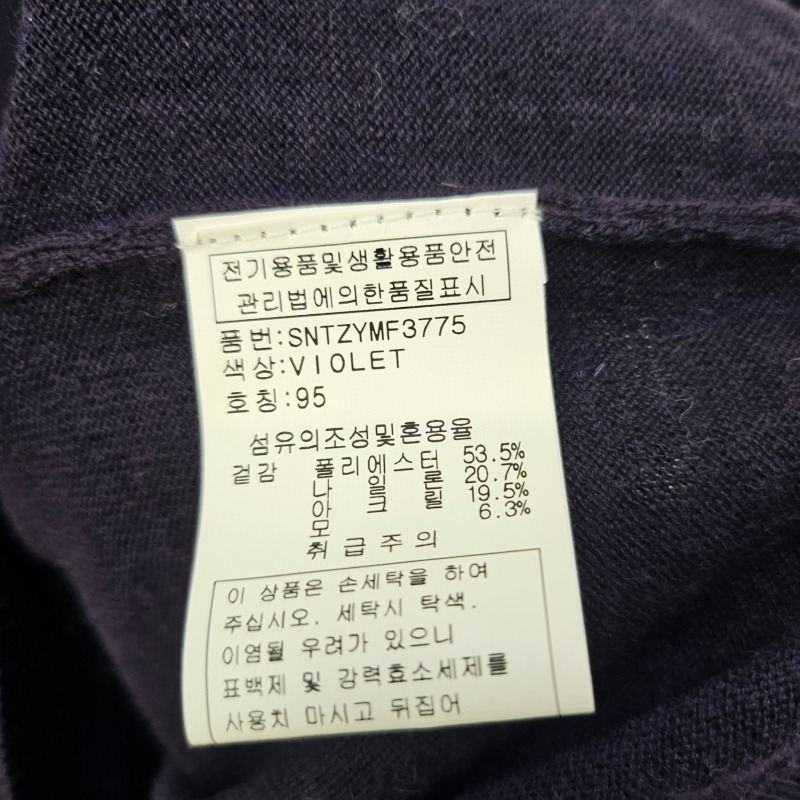 전기용품및생활용품안전
관리법에의한품질표시
품번:SNTZYMF3775
색상:VIOLET
호칭:95
섬유의조성및혼용율
겉감 폴리에스터 53.5%
나 일 론 20.7%
아 크 릴 19.5%
모 6.3%
취 급 주 의
이 상품은 손세탁을 하여
주십시오. 세탁시 탁색.
이염될 우려가 있으니
표백제 및 강력효소세제를
사용치 마시고 뒤집어